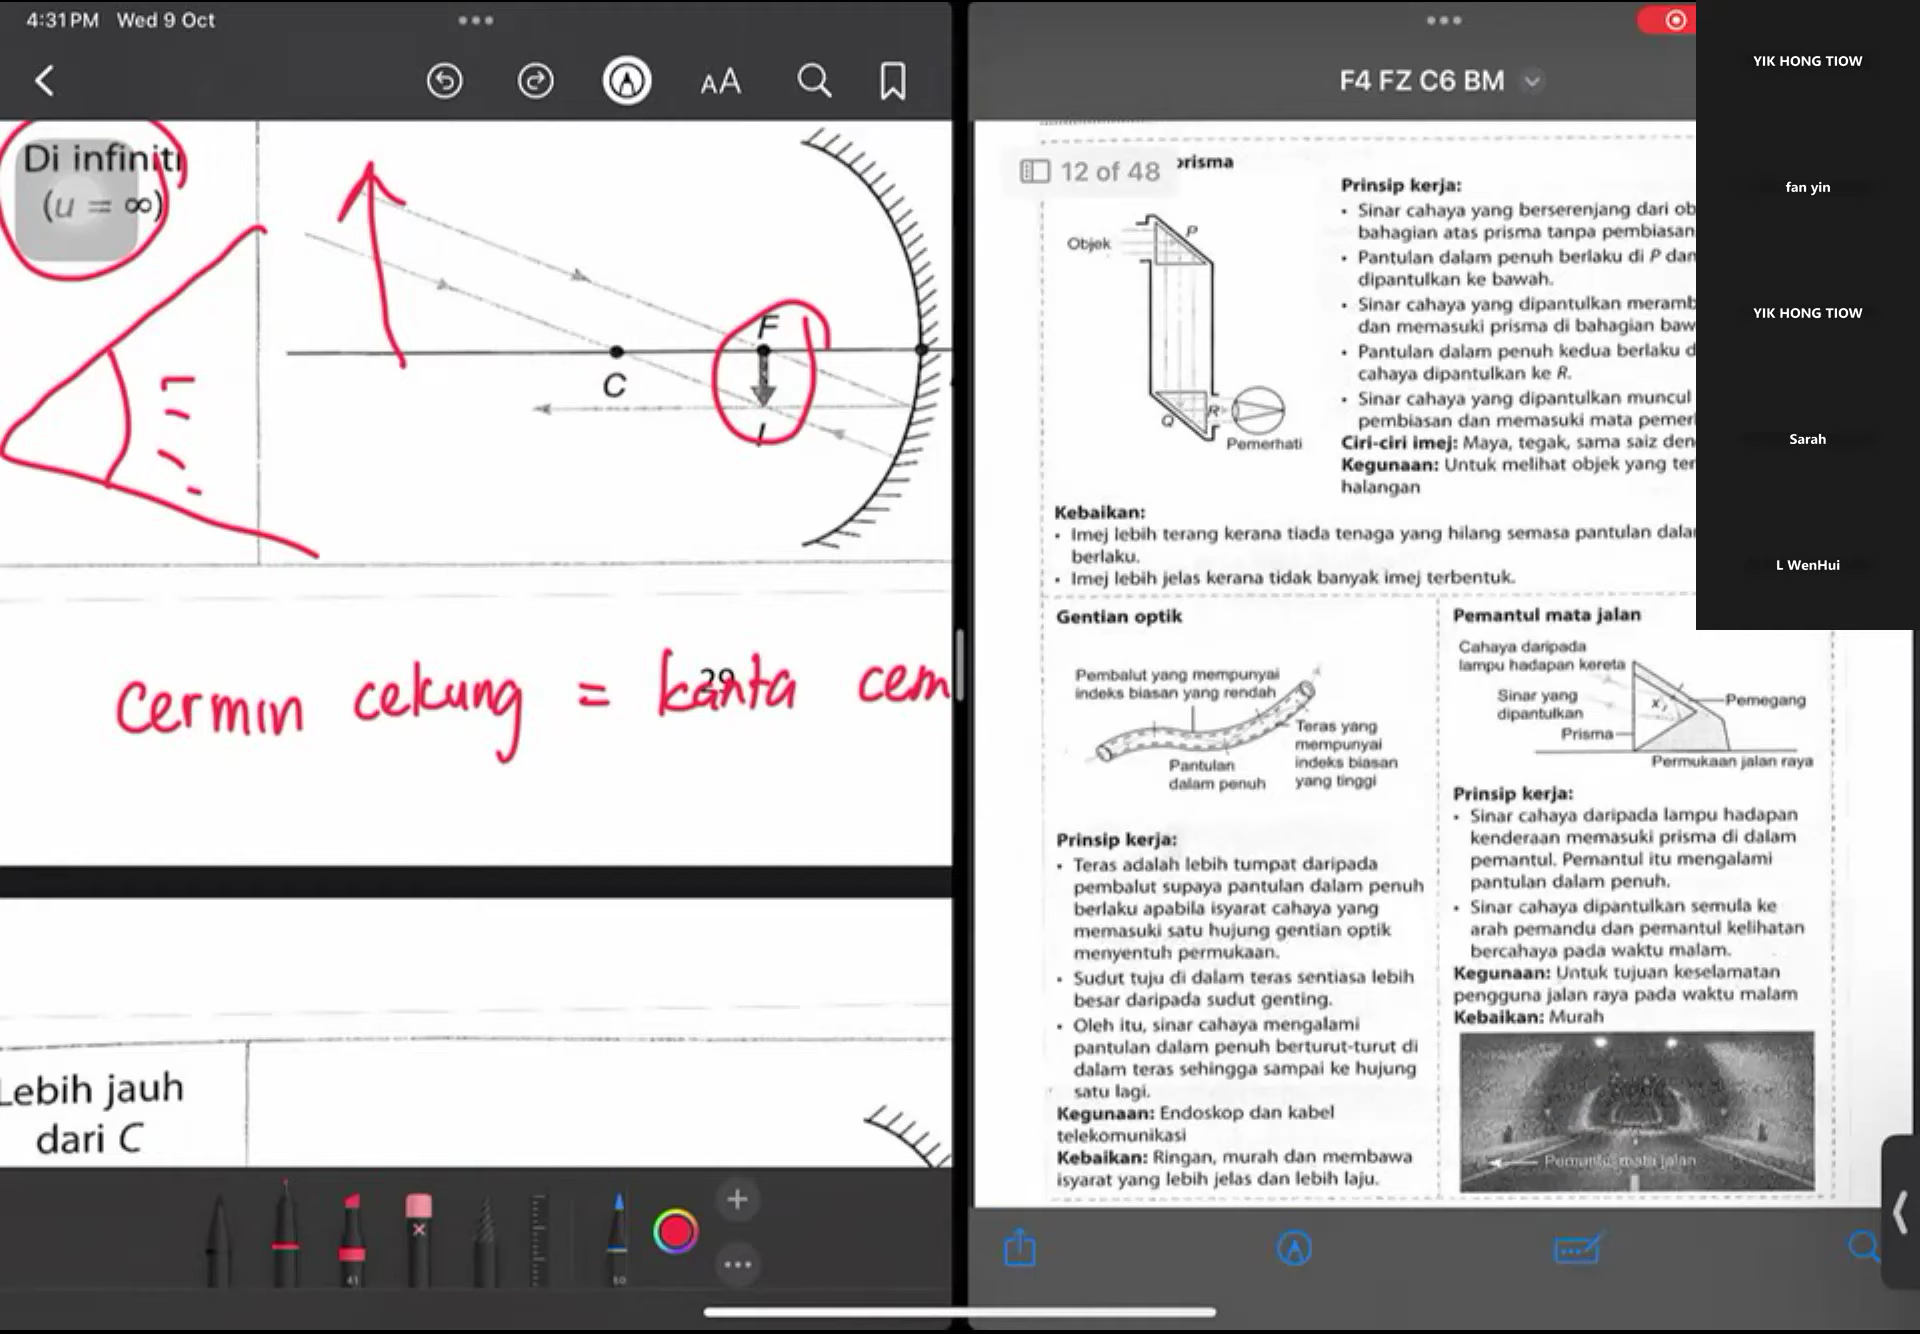 4:31 PM Wed 9 Oct
AA
Di infiniti
(u = ∞)
F
C
I
29
cermin cekung = kanta cem
Lebih jauh
dari C
41
50
F4 FZ C6 BM
12 of 48
prisma
Objek
P
Q
R
Pemerhati
Prinsip kerja:
• Sinar cahaya yang berserenjang dari ob
bahagian atas prisma tanpa pembiasan
• Pantulan dalam penuh berlaku di P dan
dipantulkan ke bawah.
• Sinar cahaya yang dipantulkan meramb
dan memasuki prisma di bahagian baw
• Pantulan dalam penuh kedua berlaku d
cahaya dipantulkan ke R.
• Sinar cahaya yang dipantulkan muncul
pembiasan dan memasuki mata pemer
Ciri-ciri imej: Maya, tegak, sama saiz den
Kegunaan: Untuk melihat objek yang ter
halangan
Kebaikan:
• Imej lebih terang kerana tiada tenaga yang hilang semasa pantulan dala
berlaku.
• Imej lebih jelas kerana tidak banyak imej terbentuk.
Gentian optik
Pembalut yang mempunyai
indeks biasan yang rendah
Teras yang
mempunyai
indeks biasan
yang tinggi
Pantulan
dalam penuh
Prinsip kerja:
• Teras adalah lebih tumpat daripada
pembalut supaya pantulan dalam penuh
berlaku apabila isyarat cahaya yang
memasuki satu hujung gentian optik
menyentuh permukaan.
• Sudut tuju di dalam teras sentiasa lebih
besar daripada sudut genting.
• Oleh itu, sinar cahaya mengalami
pantulan dalam penuh berturut-turut di
dalam teras sehingga sampai ke hujung
satu lagi.
Kegunaan: Endoskop dan kabel
telekomunikasi
Kebaikan: Ringan, murah dan membawa
isyarat yang lebih jelas dan lebih laju.
Pemantul mata jalan
Cahaya daripada
lampu hadapan kereta
Sinar yang
dipantulkan
Prisma
x
Pemegang
Permukaan jalan raya
Prinsip kerja:
• Sinar cahaya daripada lampu hadapan
kenderaan memasuki prisma di dalam
pemantul. Pemantul itu mengalami
pantulan dalam penuh.
• Sinar cahaya dipantulkan semula ke
arah pemandu dan pemantul kelihatan
bercahaya pada waktu malam.
Kegunaan: Untuk tujuan keselamatan
pengguna jalan raya pada waktu malam
Kebaikan: Murah
Pemantul mata jalan
YIK HONG TIOW
fan yin
YIK HONG TIOW
Sarah
L WenHui